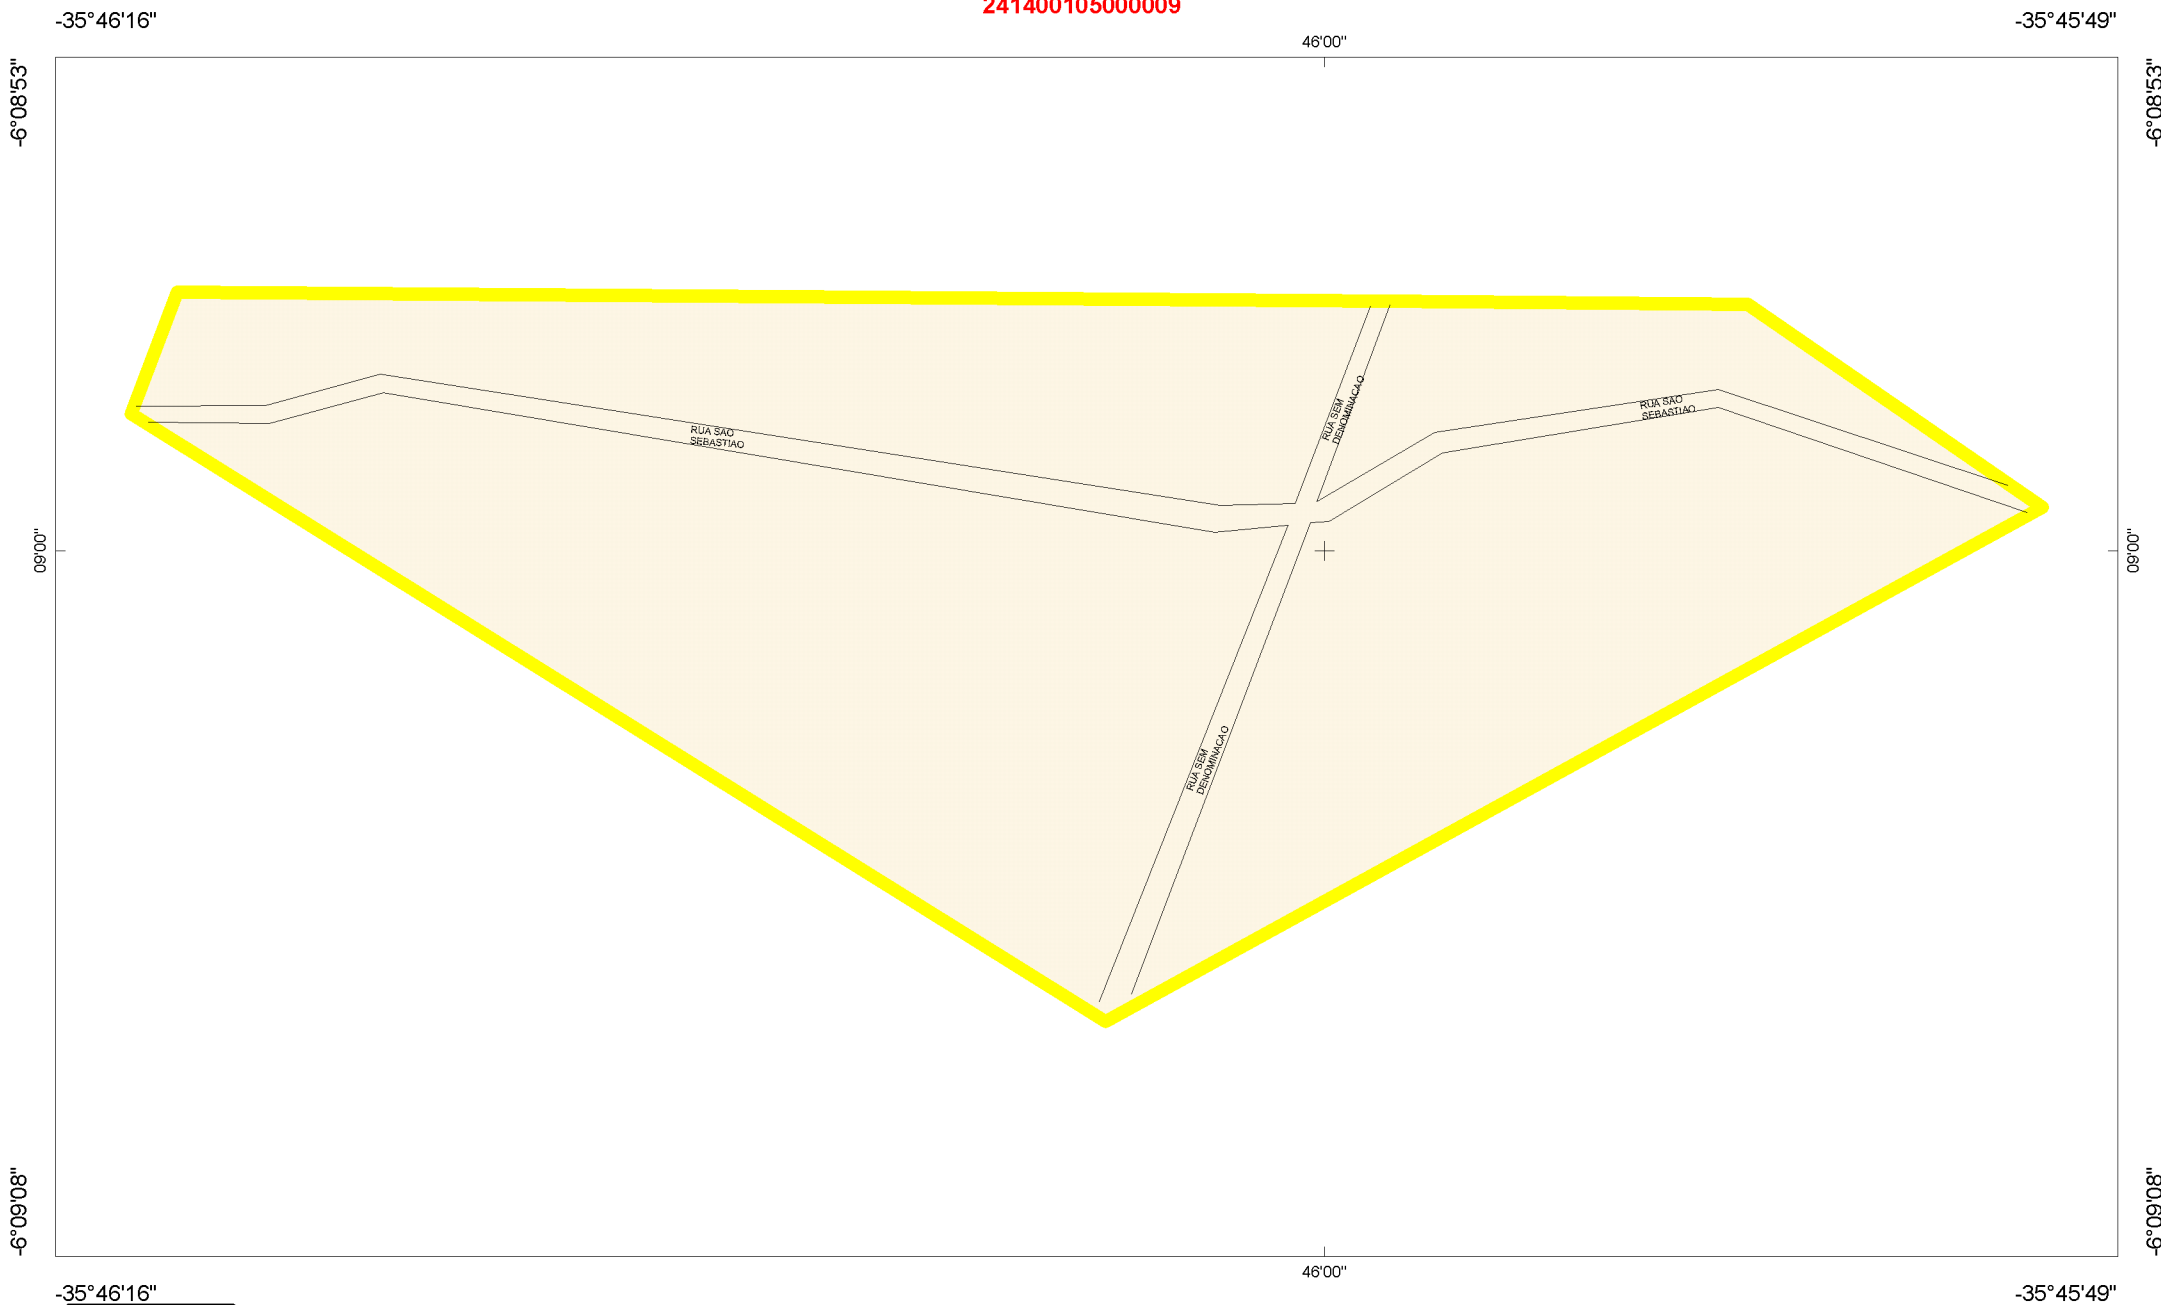 241400105000009
-35°46'16"
-35°45'49"
46'00"
-6°08'53"
-6°08'53"
RUA SEM
DENOMINACAO
RUA SAO
SEBASTIAO
RUA SAO
SEBASTIAO
09'00"
09'00"
RUA SEM
DENOMINACAO
-6°09'08"
-6°09'08"
46'00"
-35°46'16"
-35°45'49"